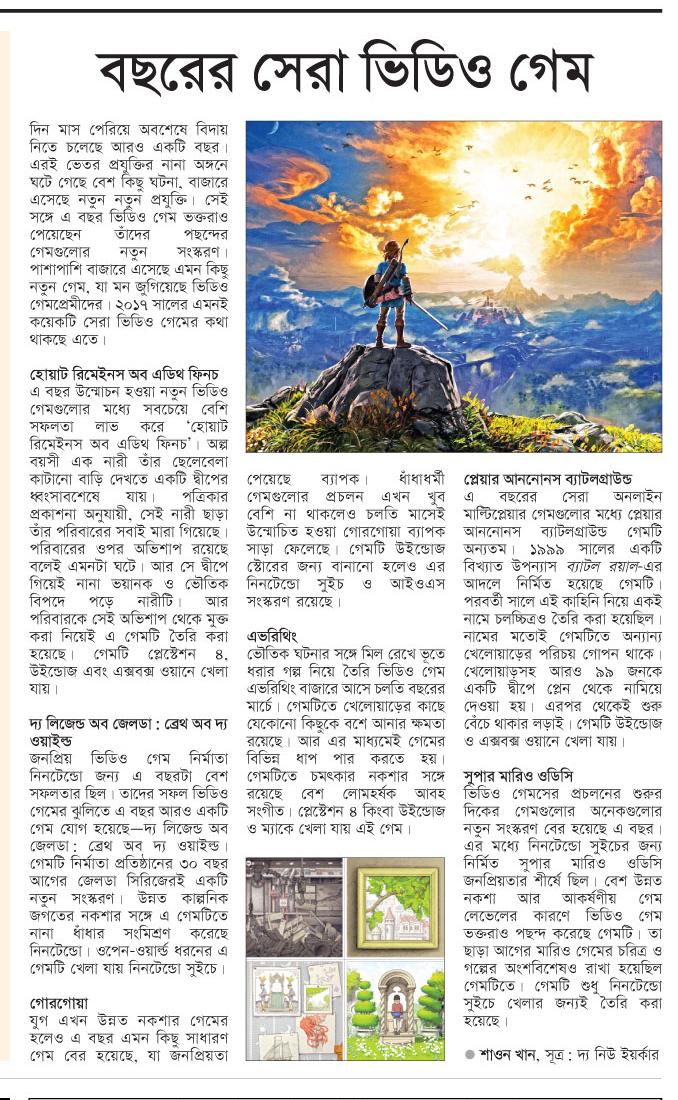 বছরের সেরা ভিডিও গেম
দিন মাস পেরিয়ে অবশেষে বিদায়
নিতে চলেছে আরও একটি বছর।
এরই ভেতর প্রযুক্তির নানা অঙ্গনে
ঘটে গেছে বেশ কিছু ঘটনা, বাজারে
এসেছে নতুন নতুন প্রযুক্তি। সেই
সঙ্গে এ বছর ভিডিও গেম ভক্তরাও
পেয়েছেন তাঁদের পছন্দের
গেমগুলোর নতুন সংস্করণ।
পাশাপাশি বাজারে এসেছে এমন কিছু
নতুন গেম, যা মন জুগিয়েছে ভিডিও
গেমপ্রেমীদের। ২০১৭ সালের এমনই
কয়েকটি সেরা ভিডিও গেমের কথা
থাকছে এতে।
হোয়াট রিমেইনস অব এডিথ ফিনচ
এ বছর উন্মোচন হওয়া নতুন ভিডিও
গেমগুলোর মধ্যে সবচেয়ে বেশি
সফলতা লাভ করে ‘হোয়াট
রিমেইনস অব এডিথ ফিনচ’। অল্প
বয়সী এক নারী তাঁর ছেলেবেলা
কাটানো বাড়ি দেখতে একটি দ্বীপের
ধ্বংসাবশেষে যায়। পত্রিকার
প্রকাশনা অনুযায়ী, সেই নারী ছাড়া
তাঁর পরিবারের সবাই মারা গিয়েছে।
পরিবারের ওপর অভিশাপ রয়েছে
বলেই এমনটা ঘটে। আর সে দ্বীপে
গিয়েই নানা ভয়ানক ও ভৌতিক
বিপদে পড়ে নারীটি। আর
পরিবারকে সেই অভিশাপ থেকে মুক্ত
করা নিয়েই এ গেমটি তৈরি করা
হয়েছে। গেমটি প্লেস্টেশন ৪,
উইন্ডোজ এবং এক্সবক্স ওয়ানে খেলা
যায়।
দ্য লিজেন্ড অব জেলডা : ব্রেথ অব দ্য
ওয়াইল্ড
জনপ্রিয় ভিডিও গেম নির্মাতা
নিনটেন্ডো জন্য এ বছরটা বেশ
সফলতার ছিল। তাদের সফল ভিডিও
গেমের ঝুলিতে এ বছর আরও একটি
গেম যোগ হয়েছে—দ্য লিজেন্ড অব
জেলডা : ব্রেথ অব দ্য ওয়াইল্ড।
গেমটি নির্মাতা প্রতিষ্ঠানের ৩০ বছর
আগের জেলডা সিরিজেরই একটি
নতুন সংস্করণ। উন্নত কাল্পনিক
জগতের নকশার সঙ্গে এ গেমটিতে
নানা ধাঁধার সংমিশ্রণ করেছে
নিনটেন্ডো। ওপেন-ওয়ার্ল্ড ধরনের এ
গেমটি খেলা যায় নিনটেন্ডো সুইচে।
গোরগোয়া
যুগ এখন উন্নত নকশার গেমের
হলেও এ বছর এমন কিছু সাধারণ
গেম বের হয়েছে, যা জনপ্রিয়তা
পেয়েছে ব্যাপক। ধাঁধাধর্মী
গেমগুলোর প্রচলন এখন খুব
বেশি না থাকলেও চলতি মাসেই
উন্মোচিত হওয়া গোরগোয়া ব্যাপক
সাড়া ফেলেছে। গেমটি উইন্ডোজ
স্টোরের জন্য বানানো হলেও এর
নিনটেন্ডো সুইচ ও আইওএস
সংস্করণ রয়েছে।
এভরিথিং
ভৌতিক ঘটনার সঙ্গে মিল রেখে ভূতে
ধরার গল্প নিয়ে তৈরি ভিডিও গেম
এভরিথিং বাজারে আসে চলতি বছরের
মার্চে। গেমটিতে খেলোয়াড়ের কাছে
যেকোনো কিছুকে বশে আনার ক্ষমতা
রয়েছে। আর এর মাধ্যমেই গেমের
বিভিন্ন ধাপ পার করতে হয়।
গেমটিতে চমৎকার নকশার সঙ্গে
রয়েছে বেশ লোমহর্ষক আবহ
সংগীত। প্লেস্টেশন ৪ কিংবা উইন্ডোজ
ও ম্যাকে খেলা যায় এই গেম।
প্লেয়ার আননোনস ব্যাটলগ্রাউন্ড
এ বছরের সেরা অনলাইন
মাল্টিপ্লেয়ার গেমগুলোর মধ্যে প্লেয়ার
আননোনস ব্যাটলগ্রাউন্ড গেমটি
অন্যতম। ১৯৯৯ সালের একটি
বিখ্যাত উপন্যাস ব্যাটল রয়াল-এর
আদলে নির্মিত হয়েছে গেমটি।
পরবর্তী সালে এই কাহিনি নিয়ে একই
নামে চলচ্চিত্রও তৈরি করা হয়েছিল।
নামের মতোই গেমটিতে অন্যান্য
খেলোয়াড়ের পরিচয় গোপন থাকে।
খেলোয়াড়সহ আরও ৯৯ জনকে
একটি দ্বীপে প্লেন থেকে নামিয়ে
দেওয়া হয়। এরপর থেকেই শুরু
বেঁচে থাকার লড়াই। গেমটি উইন্ডোজ
ও এক্সবক্স ওয়ানে খেলা যায়।
সুপার মারিও ওডিসি
ভিডিও গেমসের প্রচলনের শুরুর
দিকের গেমগুলোর অনেকগুলোর
নতুন সংস্করণ বের হয়েছে এ বছর।
এর মধ্যে নিনটেন্ডো সুইচের জন্য
নির্মিত সুপার মারিও ওডিসি
জনপ্রিয়তার শীর্ষে ছিল। বেশ উন্নত
নকশা আর আকর্ষণীয় গেম
লেভেলের কারণে ভিডিও গেম
ভক্তরাও পছন্দ করেছে গেমটি। তা
ছাড়া আগের মারিও গেমের চরিত্র ও
গল্পের অংশবিশেষও রাখা হয়েছিল
গেমটিতে। গেমটি শুধু নিনটেন্ডো
সুইচে খেলার জন্যই তৈরি করা
হয়েছে।
● শাওন খান, সূত্র : দ্য নিউ ইয়র্কার